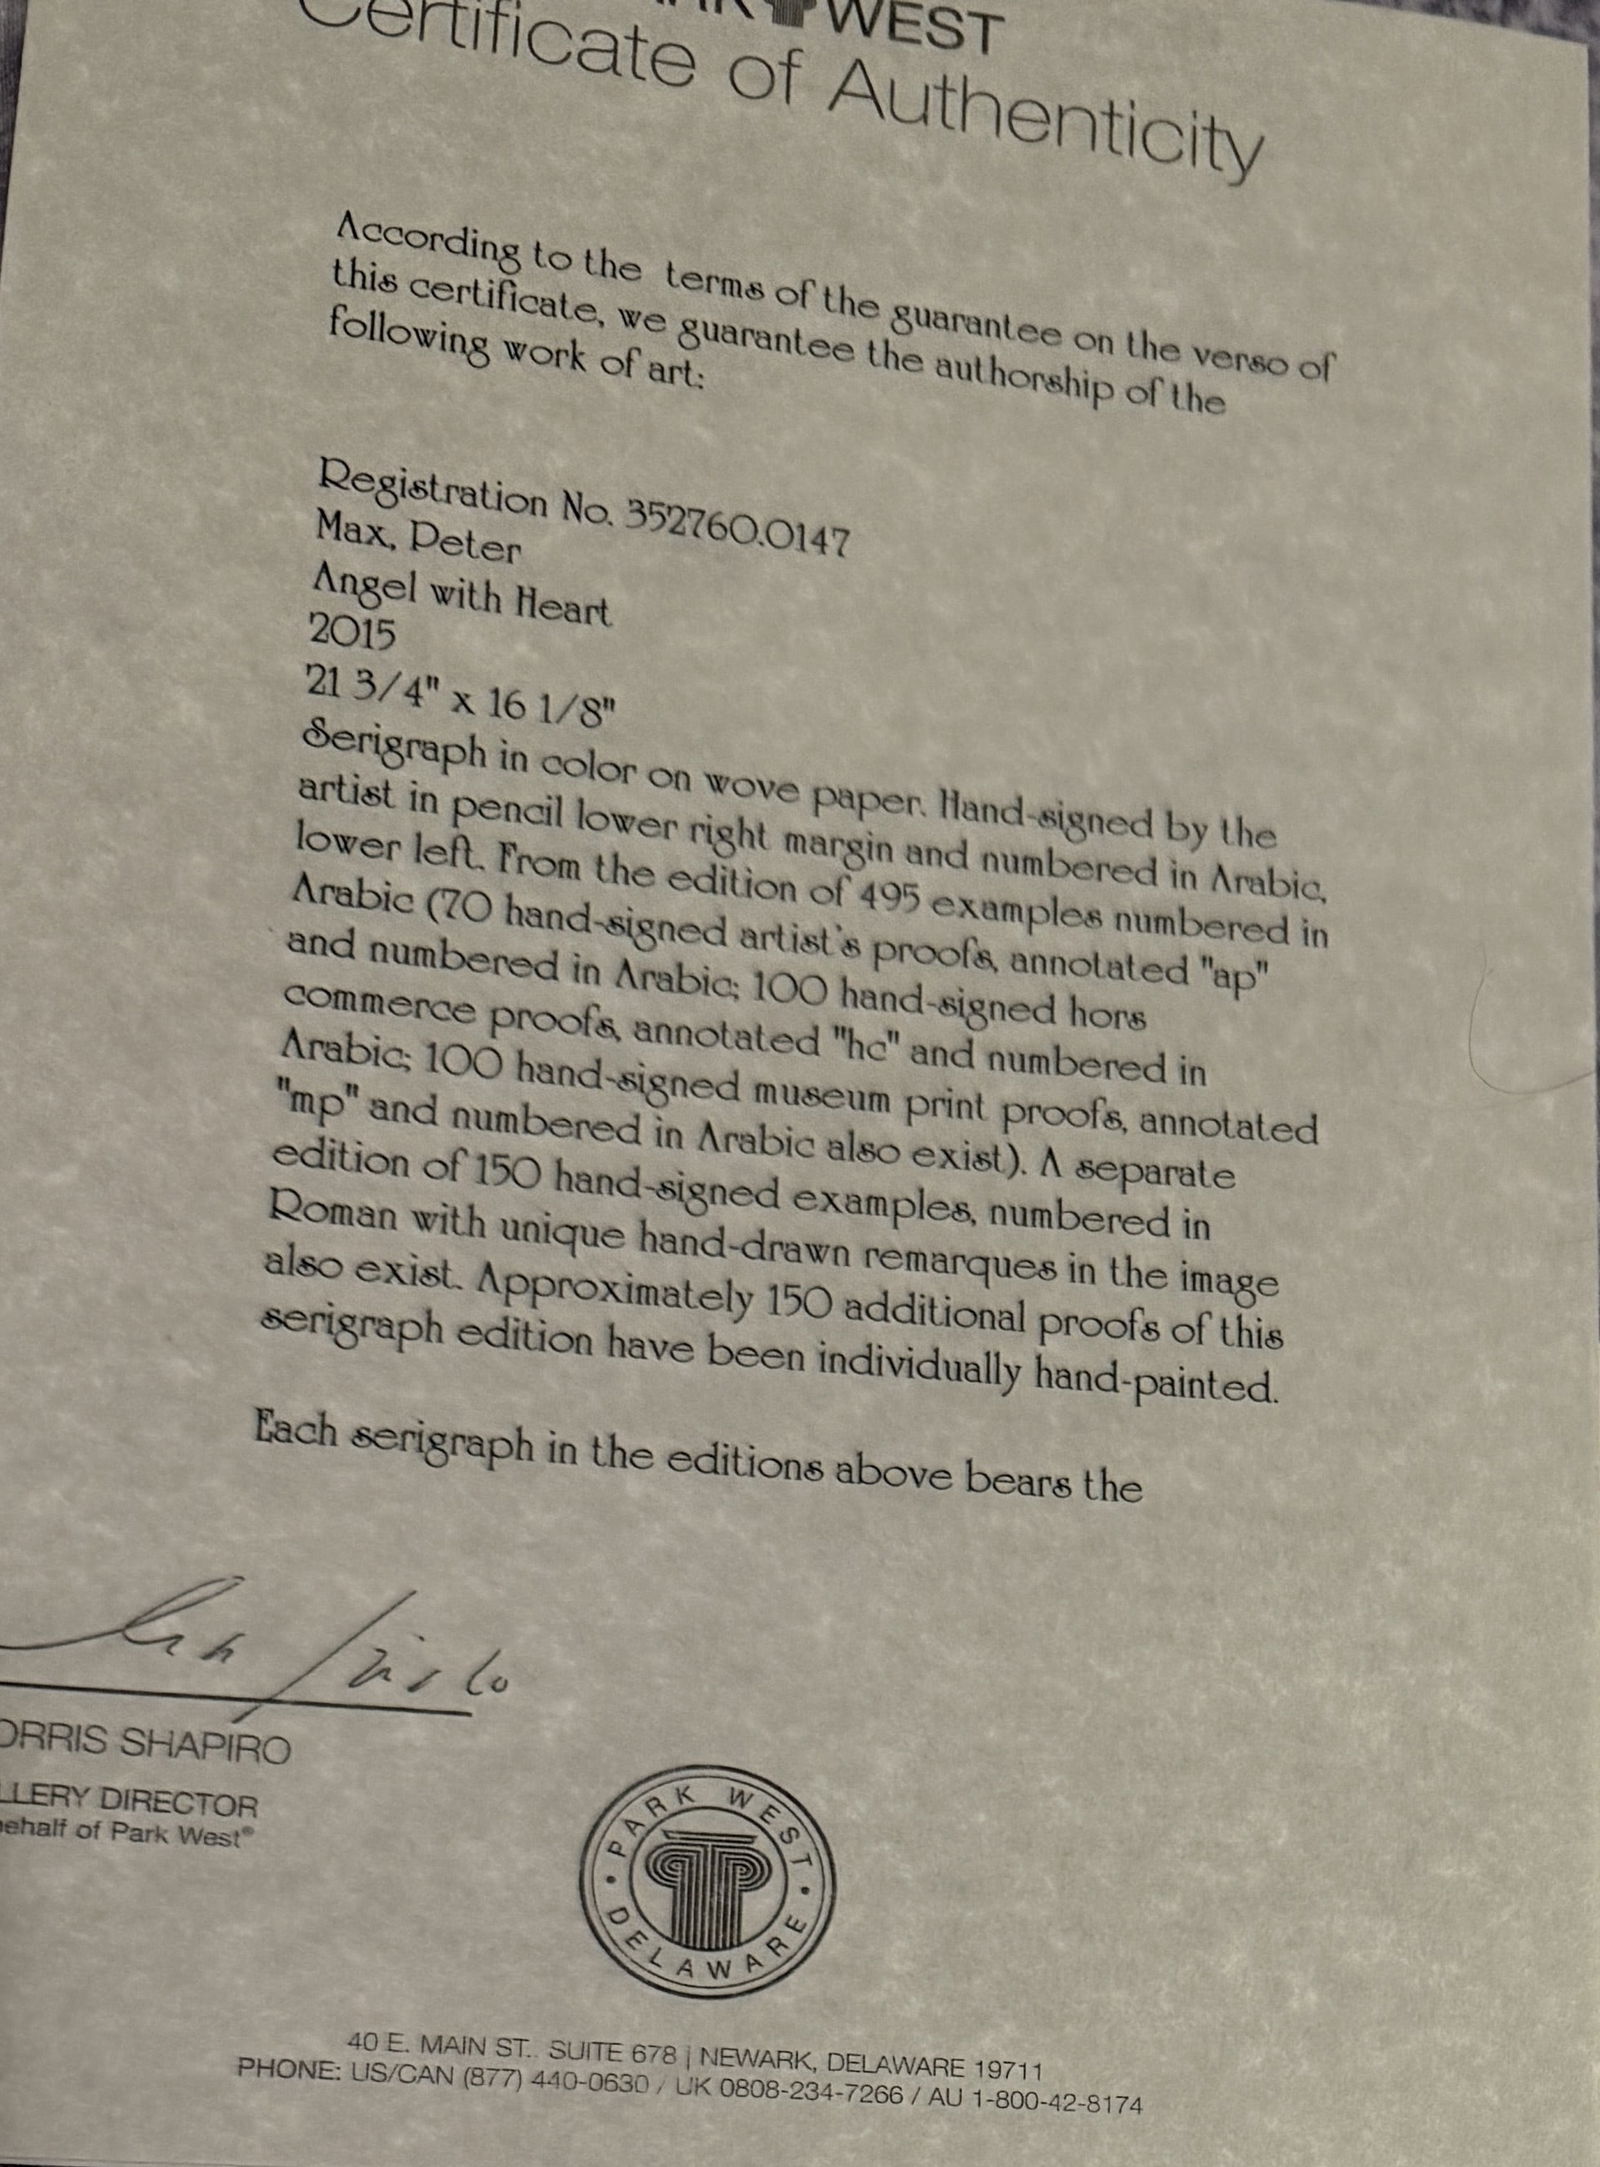 WEST
Certificate of Authenticity
According to the terms of the guarantee on the verso of
this certificate, we guarantee the authorship of the
following work of art:
Registration No. 352760.0147
Max, Peter
Angel with Heart
2015
21 3/4" x 16 1/8"
Serigraph in color on wove paper. Hand-signed by the
artist in pencil lower right margin and numbered in Arabic,
lower left. From the edition of 495 examples numbered in
Arabic (70 hand-signed artist's proofs, annotated "ap"
and numbered in Arabic; 100 hand-signed hors
commerce proofs, annotated "hc" and numbered in
Arabic; 100 hand-signed museum print proofs, annotated
"mp" and numbered in Arabic also exist). A separate
edition of 150 hand-signed examples, numbered in
Roman with unique hand-drawn remarques in the image
also exist. Approximately 150 additional proofs of this
serigraph edition have been individually hand-painted.
Each serigraph in the editions above bears the
ORRIS SHAPIRO
LLERY DIRECTOR
ehalf of Park West®
PARK WEST
DELAWARE
40 E. MAIN ST.. SUITE 678 | NEWARK, DELAWARE 19711
PHONE: US/CAN (877) 440-0630 / UK 0808-234-7266 / AU 1-800-42-8174